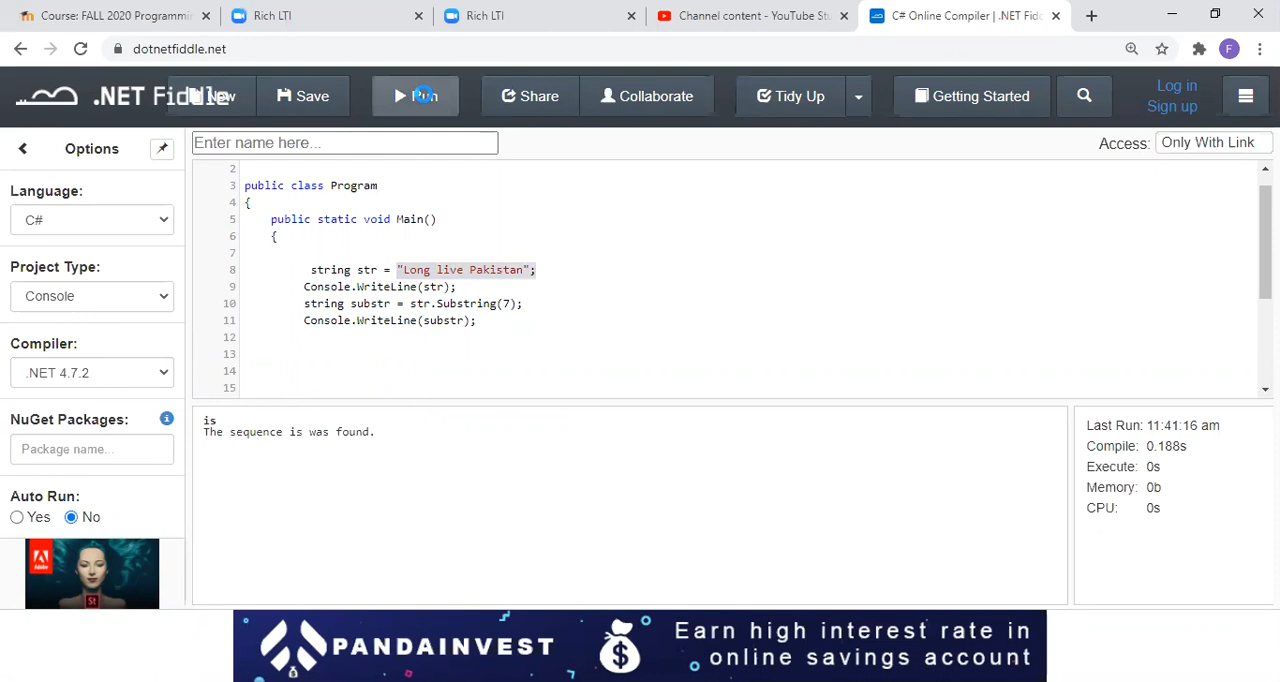 Course: FALL 2020 Programmin
Rich LTI
Rich LTI
Channel content - YouTube Stu
C# Online Compiler | .NET Fidd
dotnetfiddle.net
F
.NET Fiddle
New
Save
Run
Share
Collaborate
Tidy Up
Getting Started
Log in
Sign up
Options
Enter name here...
Access:
Only With Link
Language:
C#
Project Type:
Console
Compiler:
.NET 4.7.2
NuGet Packages:
Package name...
Auto Run:
Yes
No
2
3 public class Program
4 {
5 public static void Main()
6 {
7
8 string str = "Long live Pakistan";
9 Console.WriteLine(str);
10 string substr = str.Substring(7);
11 Console.WriteLine(substr);
12
13
14
15
is
The sequence is was found.
Last Run: 11:41:16 am
Compile: 0.188s
Execute: 0s
Memory: 0b
CPU: 0s
Adobe
St
PANDAINVEST
$
Earn high interest rate in
online savings account